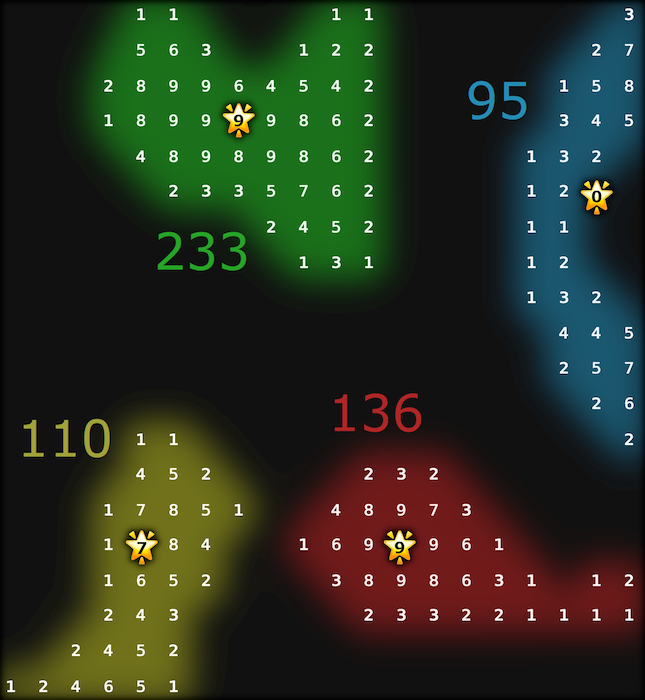 1 1 1 1 3
5 6 3 1 2 2 2 7
2 8 9 9 6 4 5 4 2 1 5 8
95
1 8 9 9 9 9 8 6 2 3 4 5
4 8 9 8 9 8 6 2 1 3 2
2 3 3 5 7 6 2 1 2 0
2 4 5 2 1 1
233
1 3 1 1 2
1 3 2
4 4 5
2 5 7
2 6
136
110 1 1 2
4 5 2 2 3 2
1 7 8 5 1 4 8 9 7 3
1 7 8 4 1 6 9 9 9 6 1
1 6 5 2 3 8 9 8 6 3 1 1 2
2 4 3 2 3 3 2 2 1 1 1 1
2 4 5 2
1 2 4 6 5 1